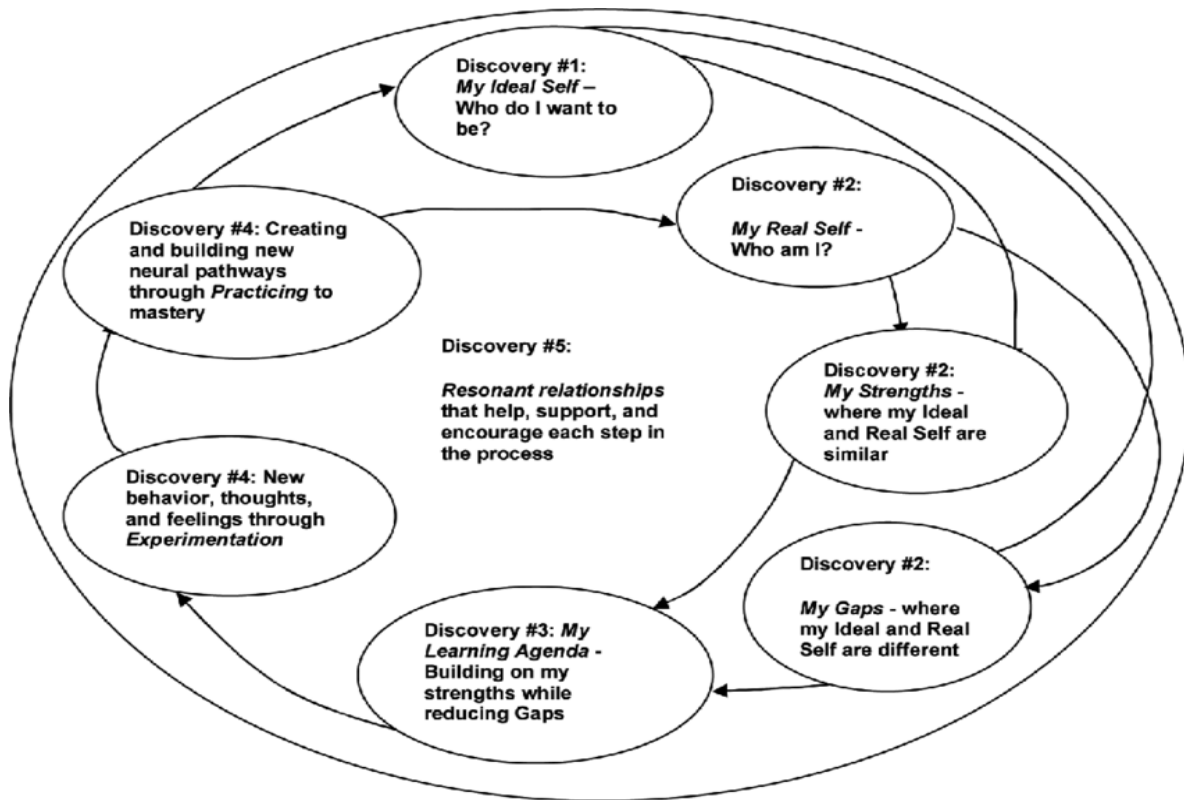 Discovery #1:
My Ideal Self –
Who do I want to
be?
Discovery #2:
My Real Self -
Who am I?
Discovery #2:
My Strengths -
where my Ideal
and Real Self are
similar
Discovery #2:
My Gaps - where
my Ideal and Real
Self are different
Discovery #3: My
Learning Agenda -
Building on my
strengths while
reducing Gaps
Discovery #4: New
behavior, thoughts,
and feelings through
Experimentation
Discovery #4: Creating
and building new
neural pathways
through Practicing to
mastery
Discovery #5:
Resonant relationships
that help, support, and
encourage each step in
the process